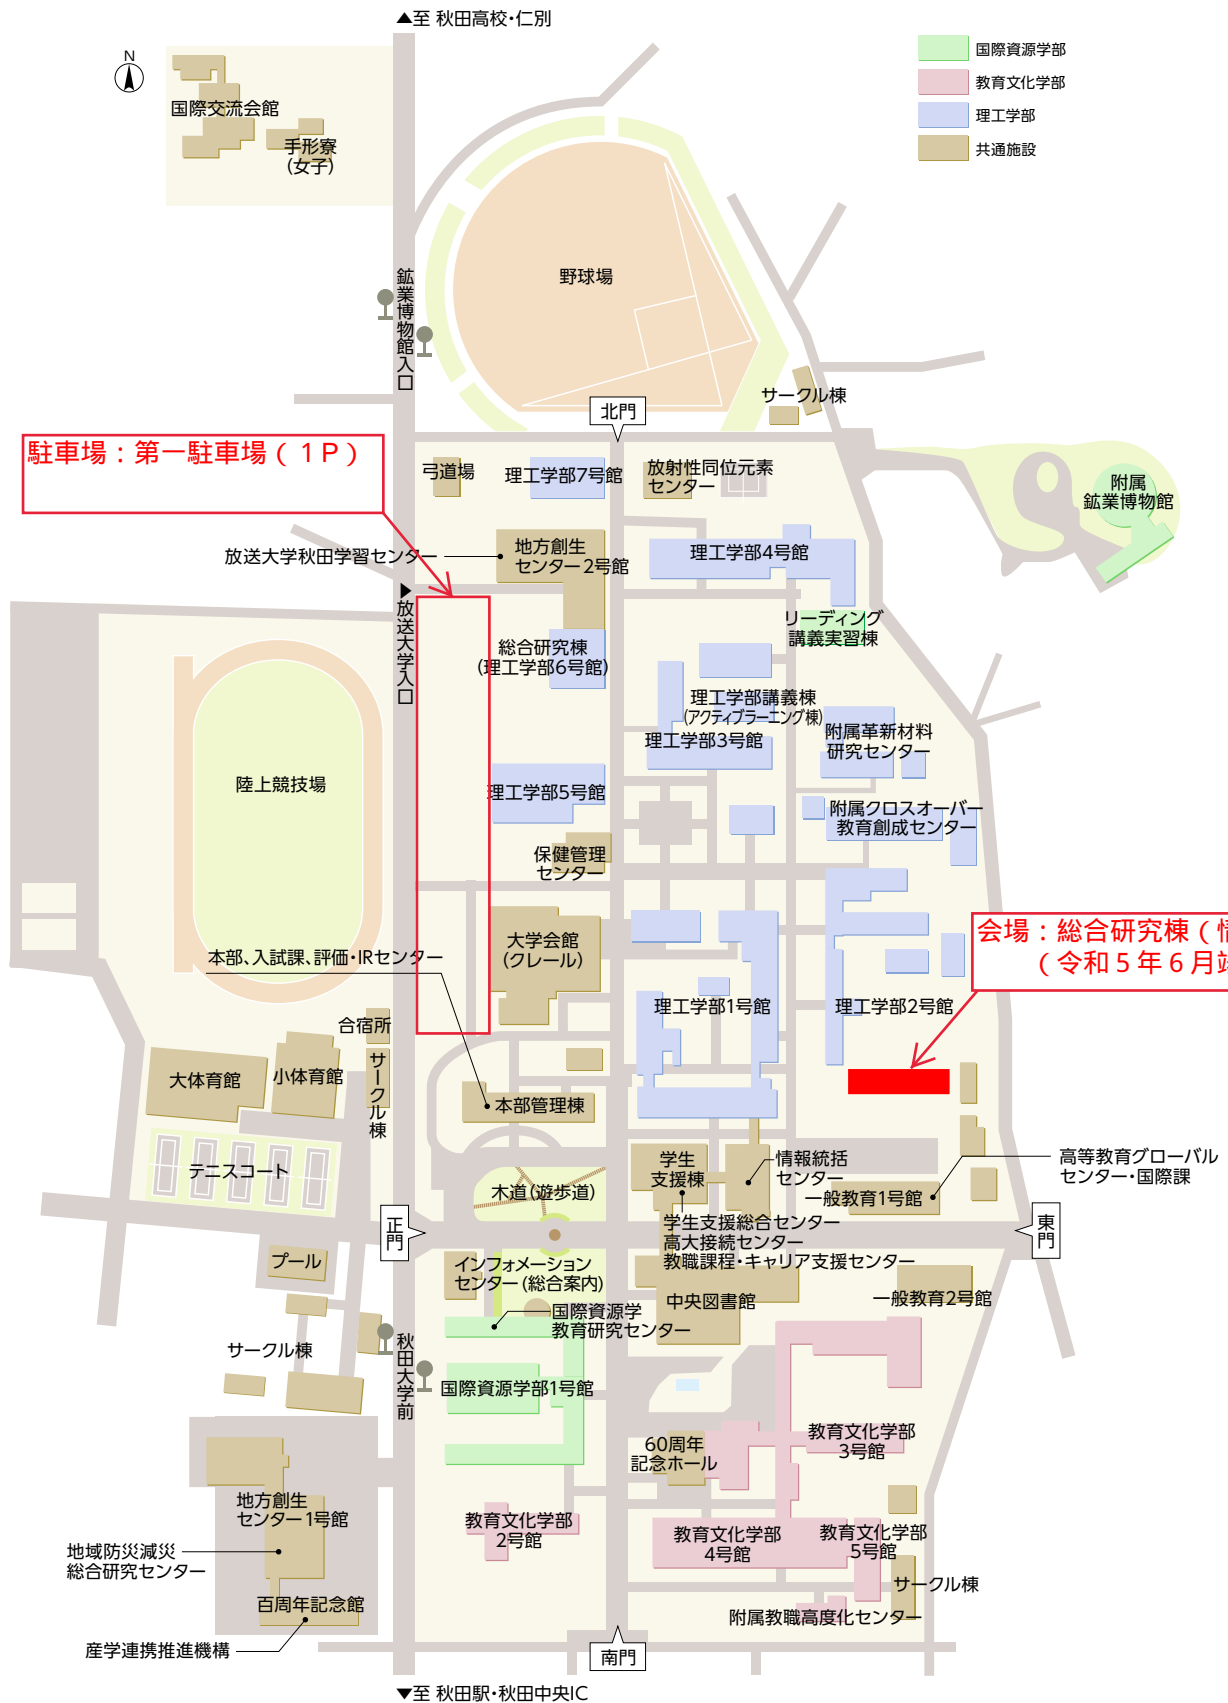 ▲至 秋田高校・仁別
N
国際資源学部
教育文化学部
理工学部
共通施設
国際交流会館
手形寮
(女子)
鉱業博物館入口
野球場
サークル棟
北門
駐車場：第一駐車場（１Ｐ）
弓道場
理工学部7号館
放射性同位元素
センター
附属
鉱業博物館
放送大学秋田学習センター
地方創生
センター2号館
理工学部4号館
放送大学入口
リーディング
講義実習棟
総合研究棟
(理工学部6号館)
理工学部講義棟
(アクティブラーニング棟)
理工学部3号館
附属革新材料
研究センター
陸上競技場
理工学部5号館
附属クロスオーバー
教育創成センター
保健管理
センター
大学会館
(クレール)
本部、入試課、評価・IRセンター
会場：総合研究棟（情
（令和５年６月竣
理工学部1号館
理工学部2号館
合宿所
サークル棟
大体育館
小体育館
本部管理棟
テニスコート
木道(遊歩道)
学生
支援棟
情報統括
センター
一般教育1号館
高等教育グローバル
センター・国際課
正門
東門
学生支援総合センター
高大接続センター
教職課程・キャリア支援センター
プール
インフォメーション
センター(総合案内)
中央図書館
一般教育2号館
国際資源学
教育研究センター
サークル棟
秋田大学前
国際資源学部1号館
60周年
記念ホール
教育文化学部
3号館
地方創生
センター1号館
教育文化学部
2号館
教育文化学部
4号館
教育文化学部
5号館
地域防災減災
総合研究センター
サークル棟
百周年記念館
附属教職高度化センター
産学連携推進機構
南門
▼至 秋田駅・秋田中央IC